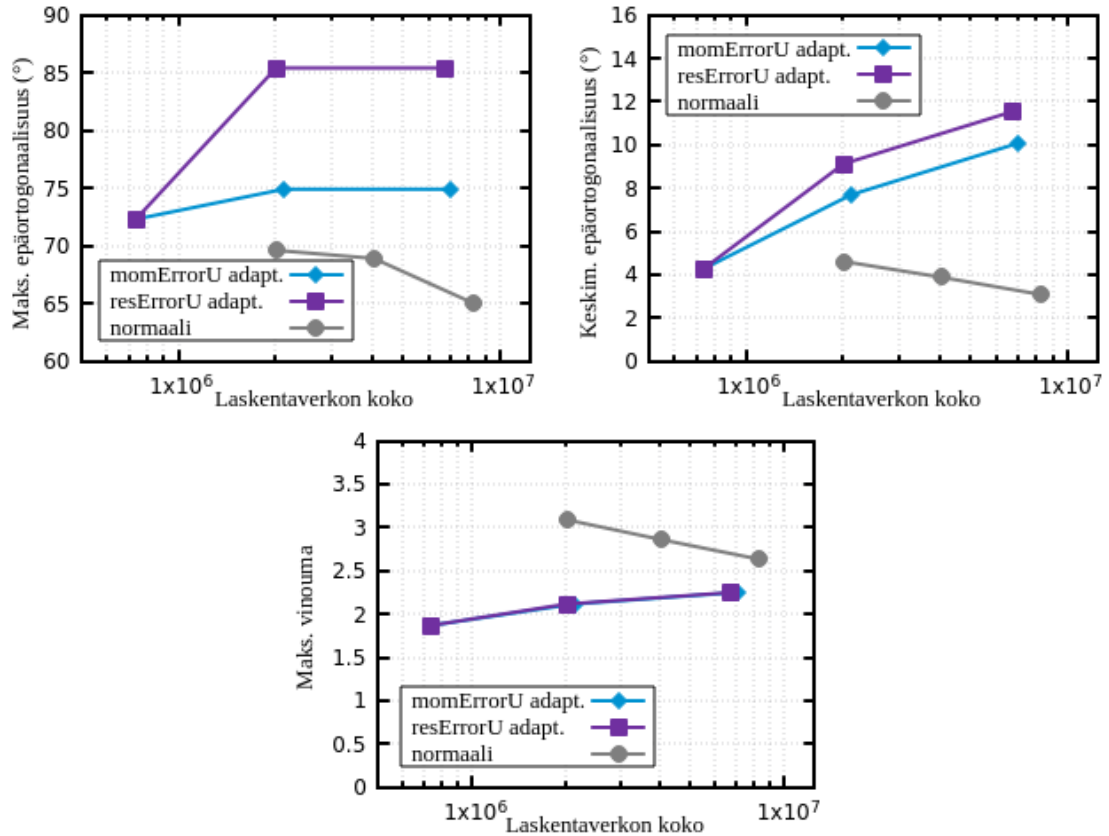 Maks. epäortogonaalisuus (°)
90
85
80
75
70
65
60
momErrorU adapt.
resErrorU adapt.
normaali
1x10⁶
1x10⁷
Laskentaverkon koko
Keskim. epäortogonaalisuus (°)
16
14
12
10
8
6
4
2
0
momErrorU adapt.
resErrorU adapt.
normaali
1x10⁶
1x10⁷
Laskentaverkon koko
Maks. vinouma
4
3.5
3
2.5
2
1.5
1
0.5
0
momErrorU adapt.
resErrorU adapt.
normaali
1x10⁶
1x10⁷
Laskentaverkon koko